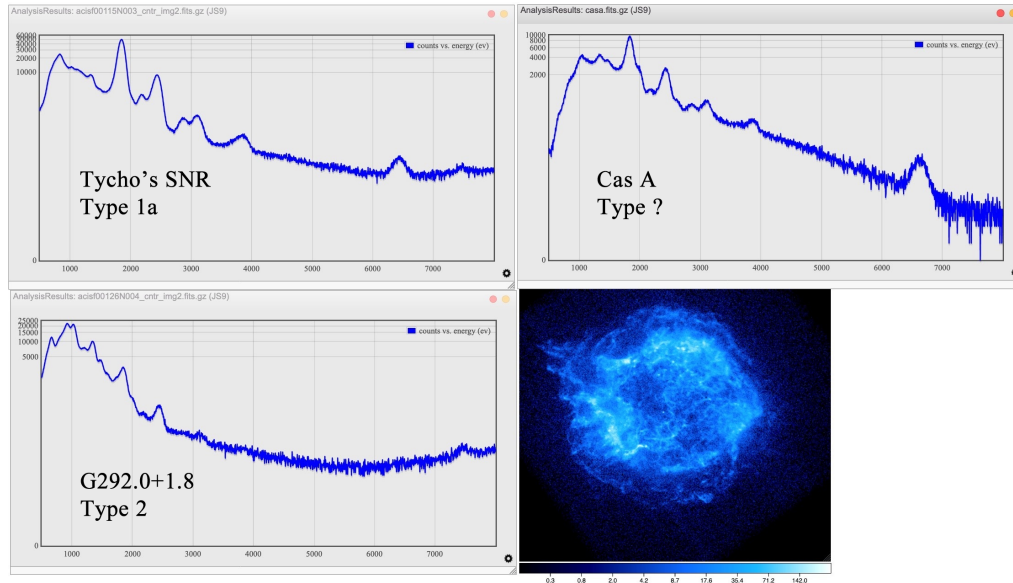 AnalysisResults: acisf00115N003_cntr_img2.fits.gz (JS9)
60000
50000
40000
30000
20000
10000
0
counts vs. energy (ev)
Tycho's SNR
Type 1a
1000 2000 3000 4000 5000 6000 7000
AnalysisResults: casa.fits.gz (JS9)
10000
8000
6000
4000
2000
0
counts vs. energy (ev)
Cas A
Type ?
1000 2000 3000 4000 5000 6000 7000
AnalysisResults: acisf00126N004_cntr_img2.fits.gz (JS9)
25000
20000
15000
10000
5000
0
counts vs. energy (ev)
G292.0+1.8
Type 2
1000 2000 3000 4000 5000 6000 7000
0.3 0.8 2.0 4.2 8.7 17.6 35.4 71.2 142.0